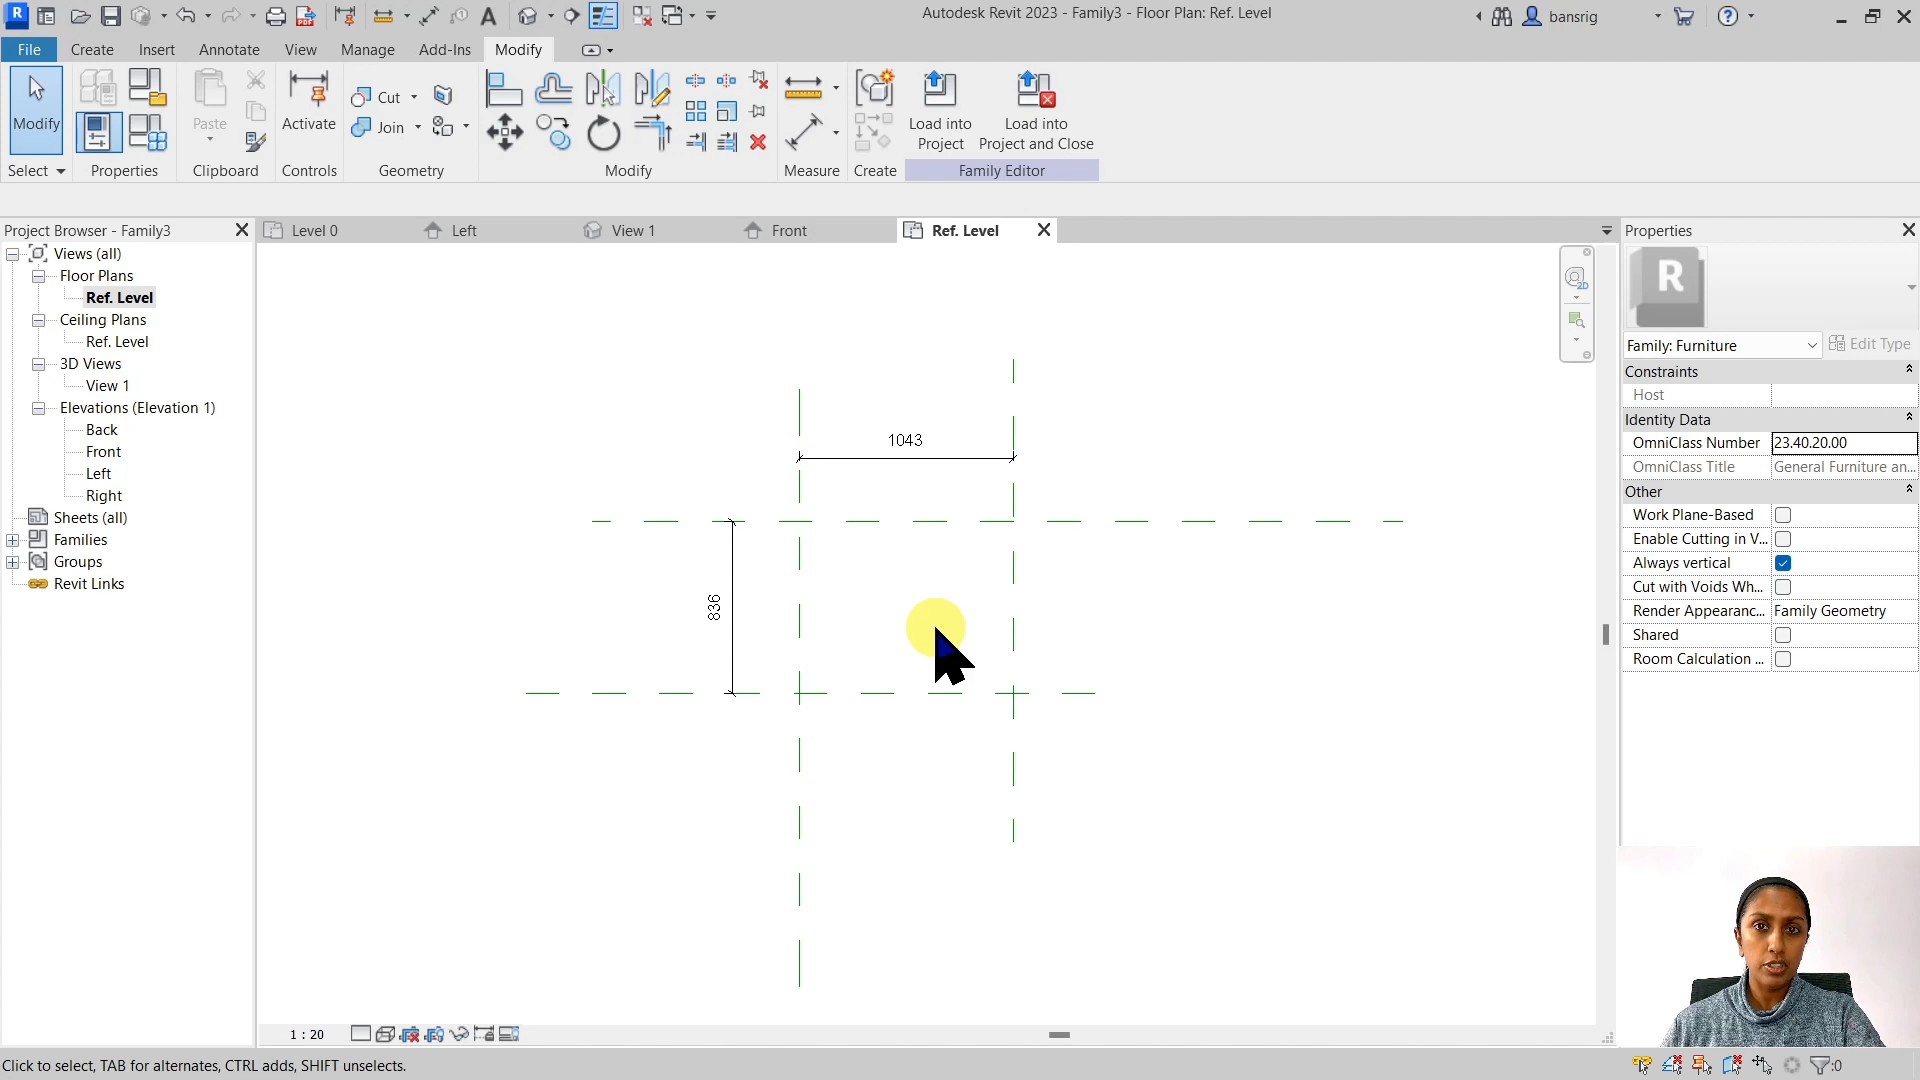 Autodesk Revit 2023 - Family3 - Floor Plan: Ref. Level
bansrig
File
Create
Insert
Annotate
View
Manage
Add-Ins
Modify
Modify
Paste
Activate
Cut
Join
Load into
Project
Load into
Project and Close
Select
Properties
Clipboard
Controls
Geometry
Modify
Measure
Create
Family Editor
Project Browser - Family3
Views (all)
Floor Plans
Ref. Level
Ceiling Plans
Ref. Level
3D Views
View 1
Elevations (Elevation 1)
Back
Front
Left
Right
Sheets (all)
Families
Groups
Revit Links
Level 0
Left
View 1
Front
Ref. Level
1043
836
2D
Properties
R
Family: Furniture
Edit Type
Constraints
Host
Identity Data
OmniClass Number 23.40.20.00
OmniClass Title General Furniture an...
Other
Work Plane-Based
Enable Cutting in V...
Always vertical
Cut with Voids Wh...
Render Appearanc... Family Geometry
Shared
Room Calculation ...
1 : 20
Click to select, TAB for alternates, CTRL adds, SHIFT unselects.
:0